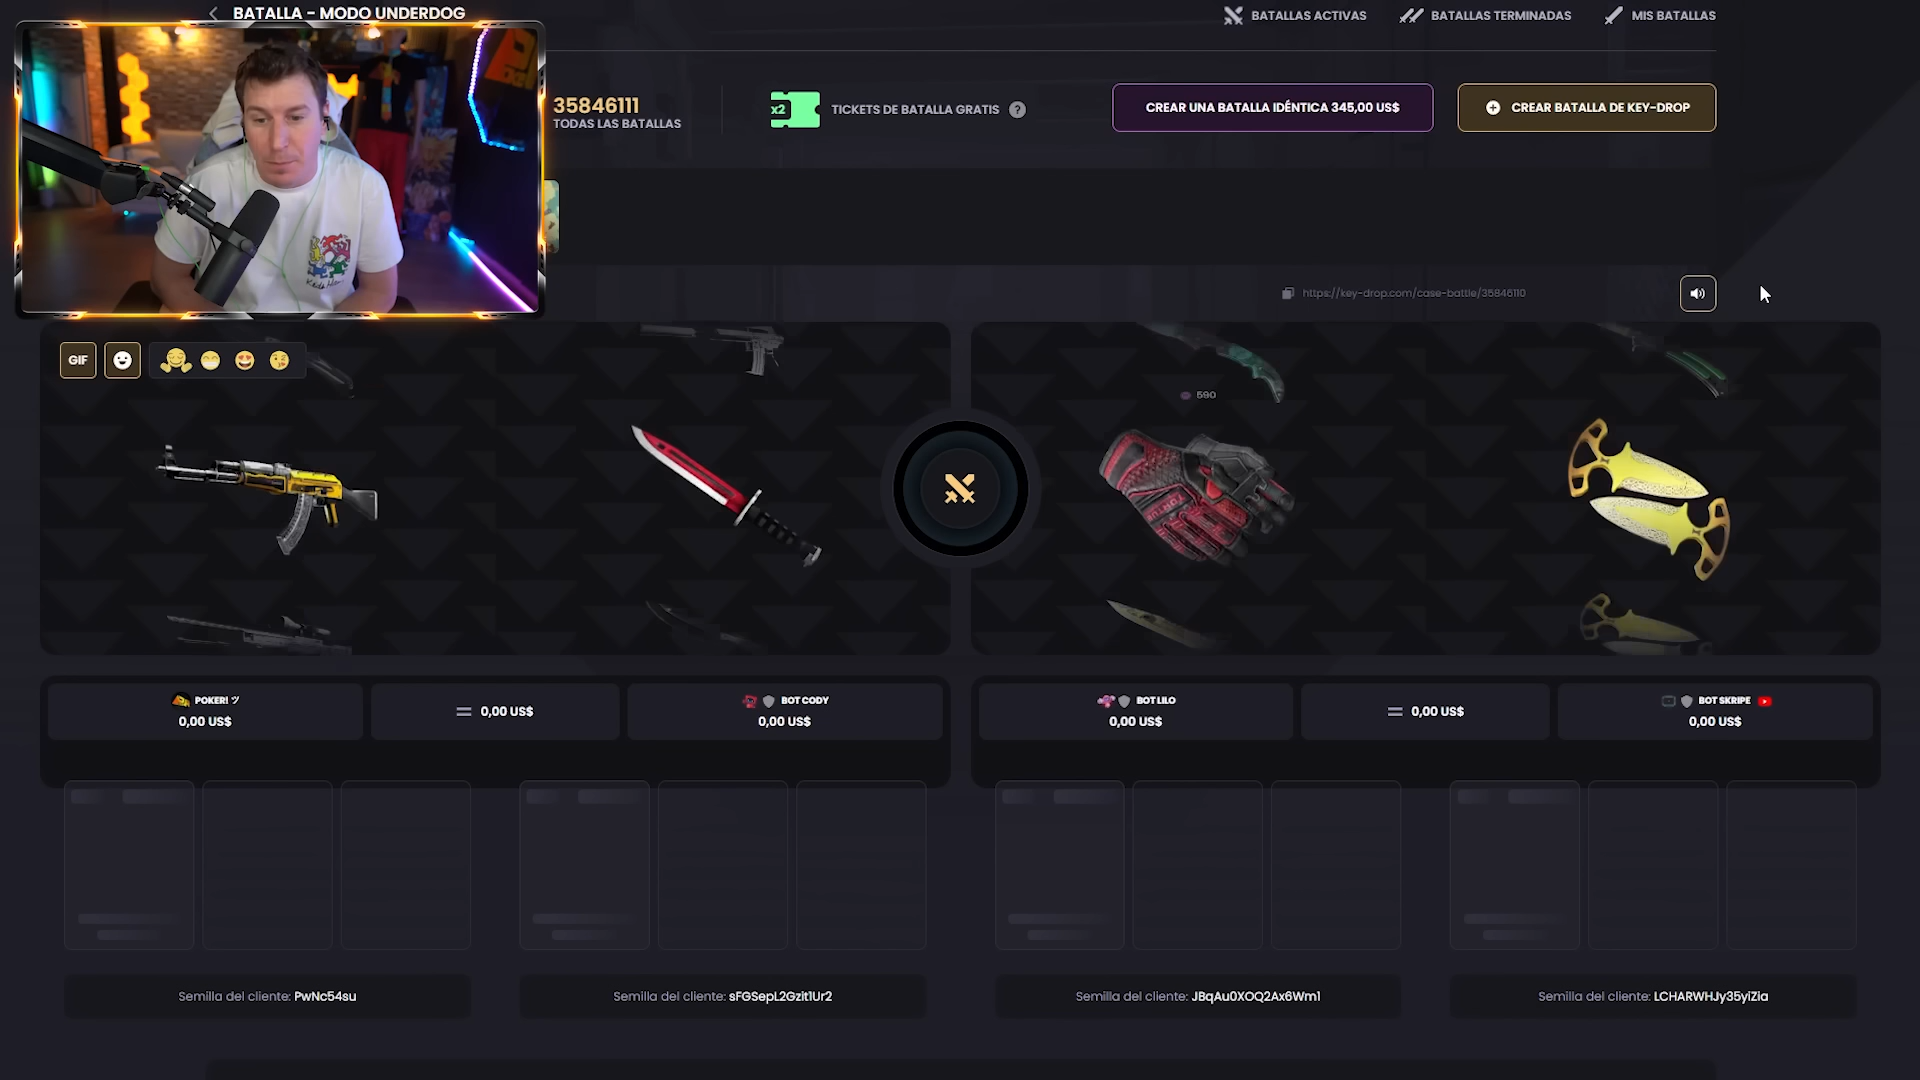 BATALLA - MODO UNDERDOG
BATALLAS ACTIVAS
BATALLAS TERMINADAS
MIS BATALLAS
35846111
TODAS LAS BATALLAS
x2
TICKETS DE BATALLA GRATIS ?
CREAR UNA BATALLA IDÉNTICA 345,00 US$
CREAR BATALLA DE KEY-DROP
https://key-drop.com/case-battle/35846110
GIF
590
POKER! ツ
0,00 US$
0,00 US$
BOT CODY
0,00 US$
BOT LILO
0,00 US$
0,00 US$
BOT SKRIPE
0,00 US$
Semilla del cliente: PwNc54su
Semilla del cliente: sFGSepL2Gzit1Ur2
Semilla del cliente: JBqAu0XOQ2Ax6Wm1
Semilla del cliente: LCHARWHJy35yiZia